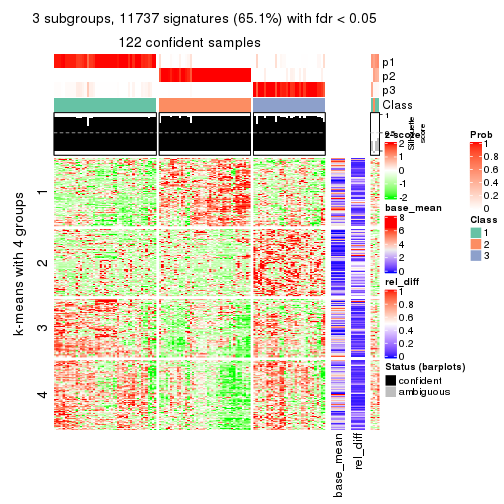 3 subgroups, 11737 signatures (65.1%) with fdr < 0.05
122 confident samples
p1
p2
p3
Class
1
0
Silhouette
score
k-means with 4 groups
1
2
3
4
base_mean
rel_diff
z-score
2
1
0
-1
-2
base_mean
8
6
4
2
0
rel_diff
1
0.8
0.6
0.4
0.2
0
Status (barplots)
confident
ambiguous
Prob
1
0.8
0.6
0.4
0.2
0
Class
1
2
3